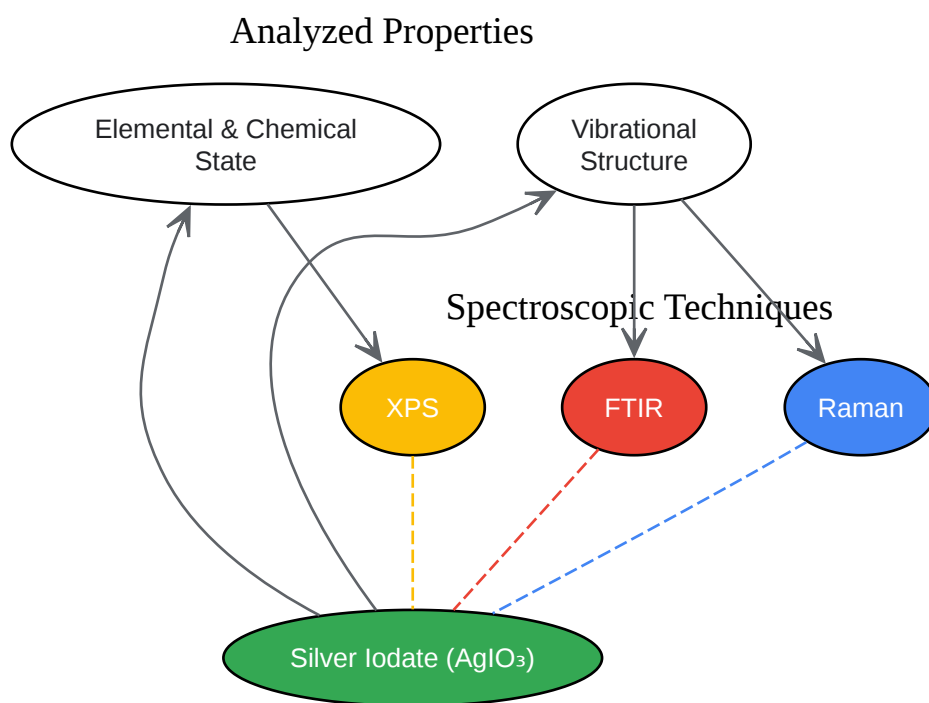 Analyzed Properties
Elemental & Chemical
State
Vibrational
Structure
Spectroscopic Techniques
XPS
FTIR
Raman
Silver Iodate (AgIO₃)